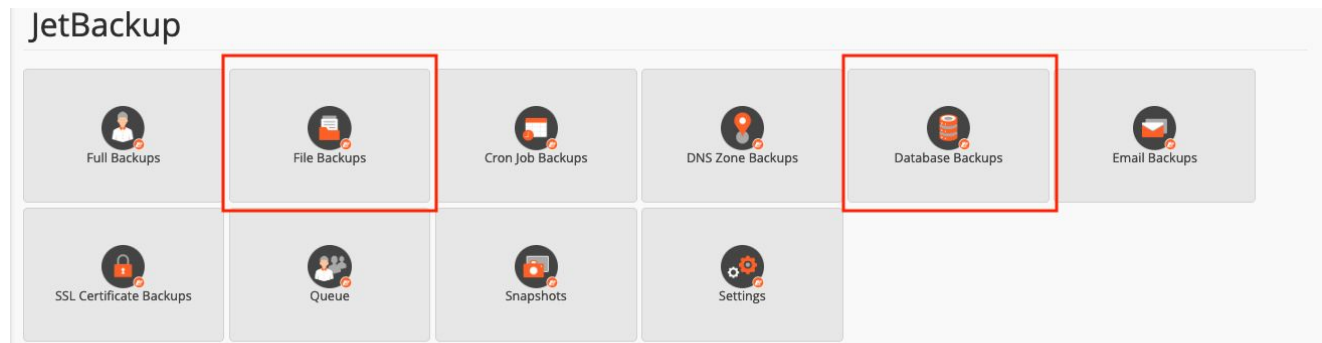 JetBackup
Full Backups
File Backups
Cron Job Backups
DNS Zone Backups
Database Backups
Email Backups
SSL Certificate Backups
Queue
Snapshots
Settings